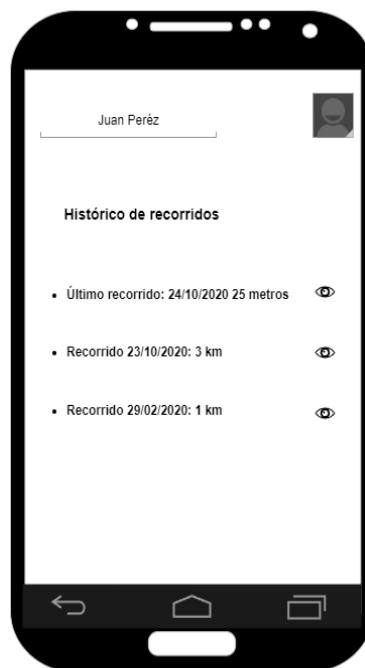 Juan Peréz
Histórico de recorridos
Último recorrido: 24/10/2020 25 metros
Recorrido 23/10/2020: 3 km
Recorrido 29/02/2020: 1 km